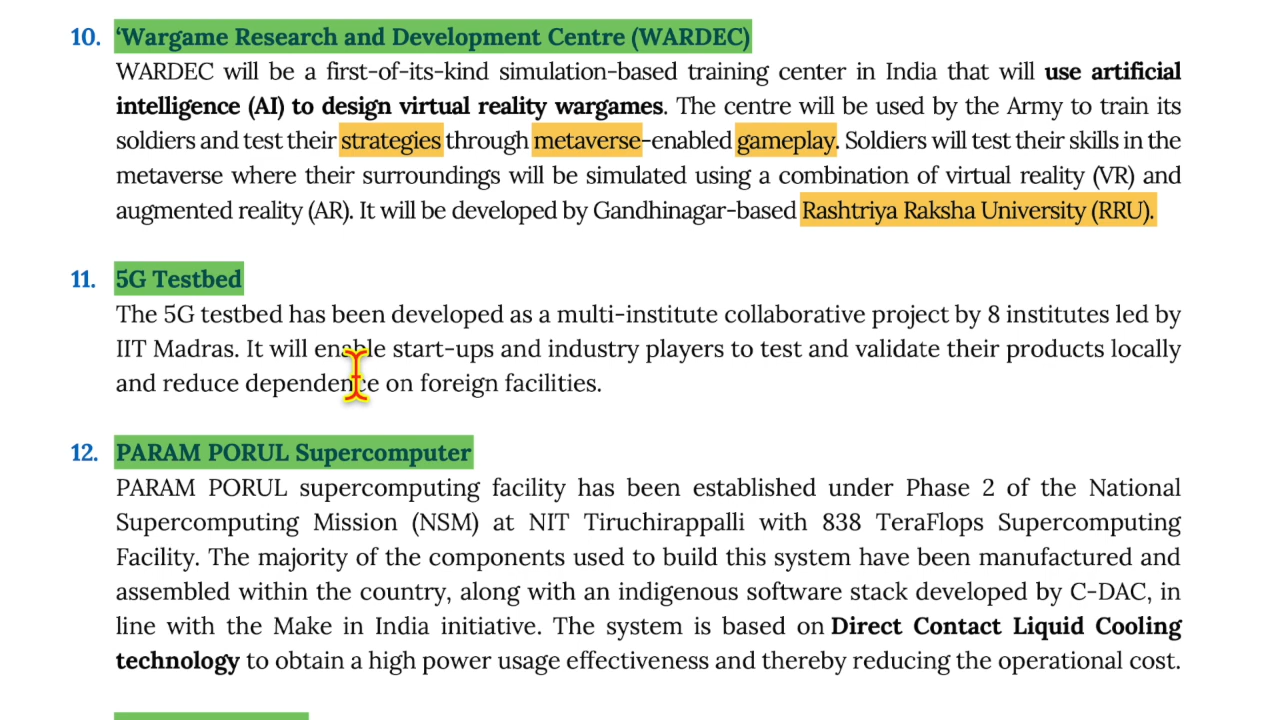 10. ‘Wargame Research and Development Centre (WARDEC)
WARDEC will be a first-of-its-kind simulation-based training center in India that will use artificial
intelligence (AI) to design virtual reality wargames. The centre will be used by the Army to train its
soldiers and test their strategies through metaverse-enabled gameplay. Soldiers will test their skills in the
metaverse where their surroundings will be simulated using a combination of virtual reality (VR) and
augmented reality (AR). It will be developed by Gandhinagar-based Rashtriya Raksha University (RRU).
11. 5G Testbed
The 5G testbed has been developed as a multi-institute collaborative project by 8 institutes led by
IIT Madras. It will enable start-ups and industry players to test and validate their products locally
and reduce dependence on foreign facilities.
12. PARAM PORUL Supercomputer
PARAM PORUL supercomputing facility has been established under Phase 2 of the National
Supercomputing Mission (NSM) at NIT Tiruchirappalli with 838 TeraFlops Supercomputing
Facility. The majority of the components used to build this system have been manufactured and
assembled within the country, along with an indigenous software stack developed by C-DAC, in
line with the Make in India initiative. The system is based on Direct Contact Liquid Cooling
technology to obtain a high power usage effectiveness and thereby reducing the operational cost.